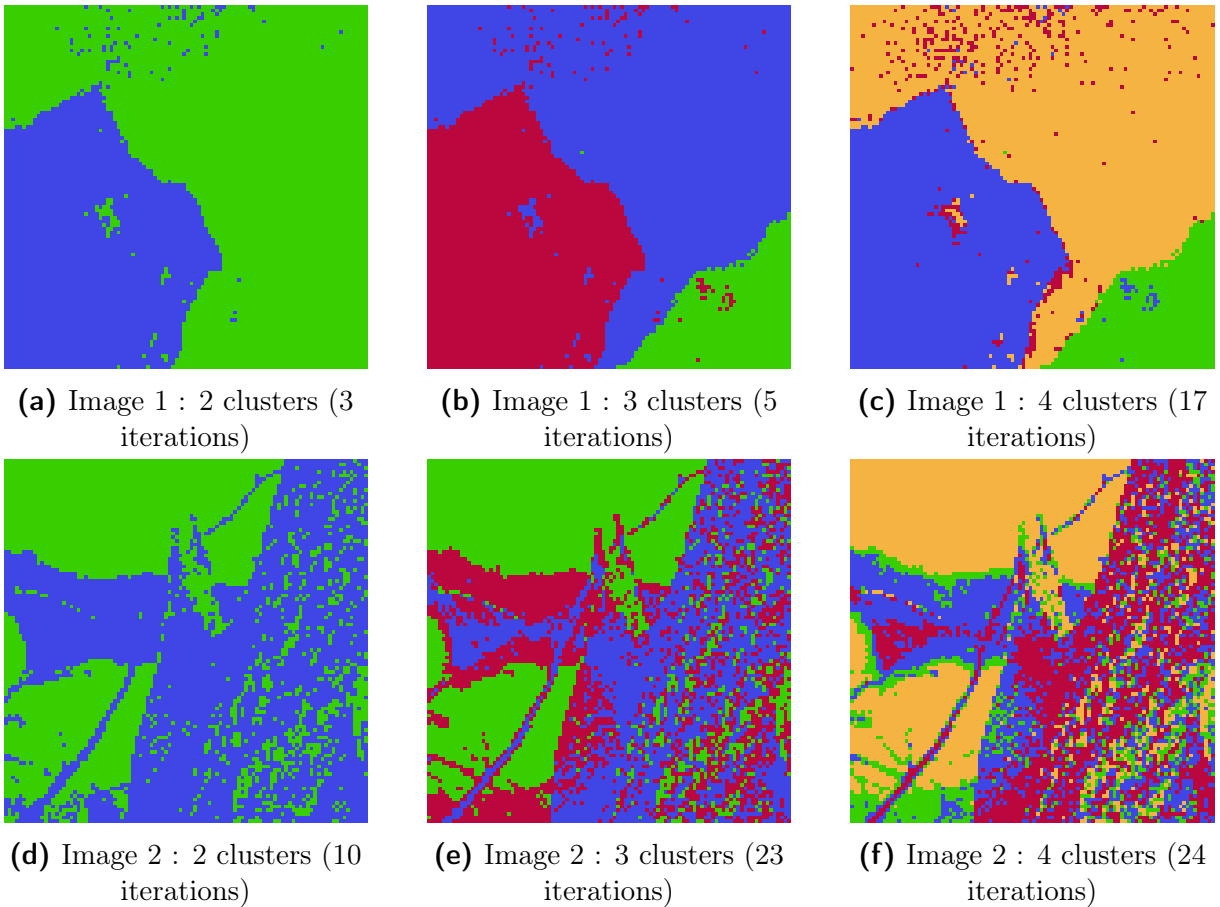 (a) Image 1 : 2 clusters (3
iterations)
(b) Image 1 : 3 clusters (5
iterations)
(c) Image 1 : 4 clusters (17
iterations)
(d) Image 2 : 2 clusters (10
iterations)
(e) Image 2 : 3 clusters (23
iterations)
(f) Image 2 : 4 clusters (24
iterations)